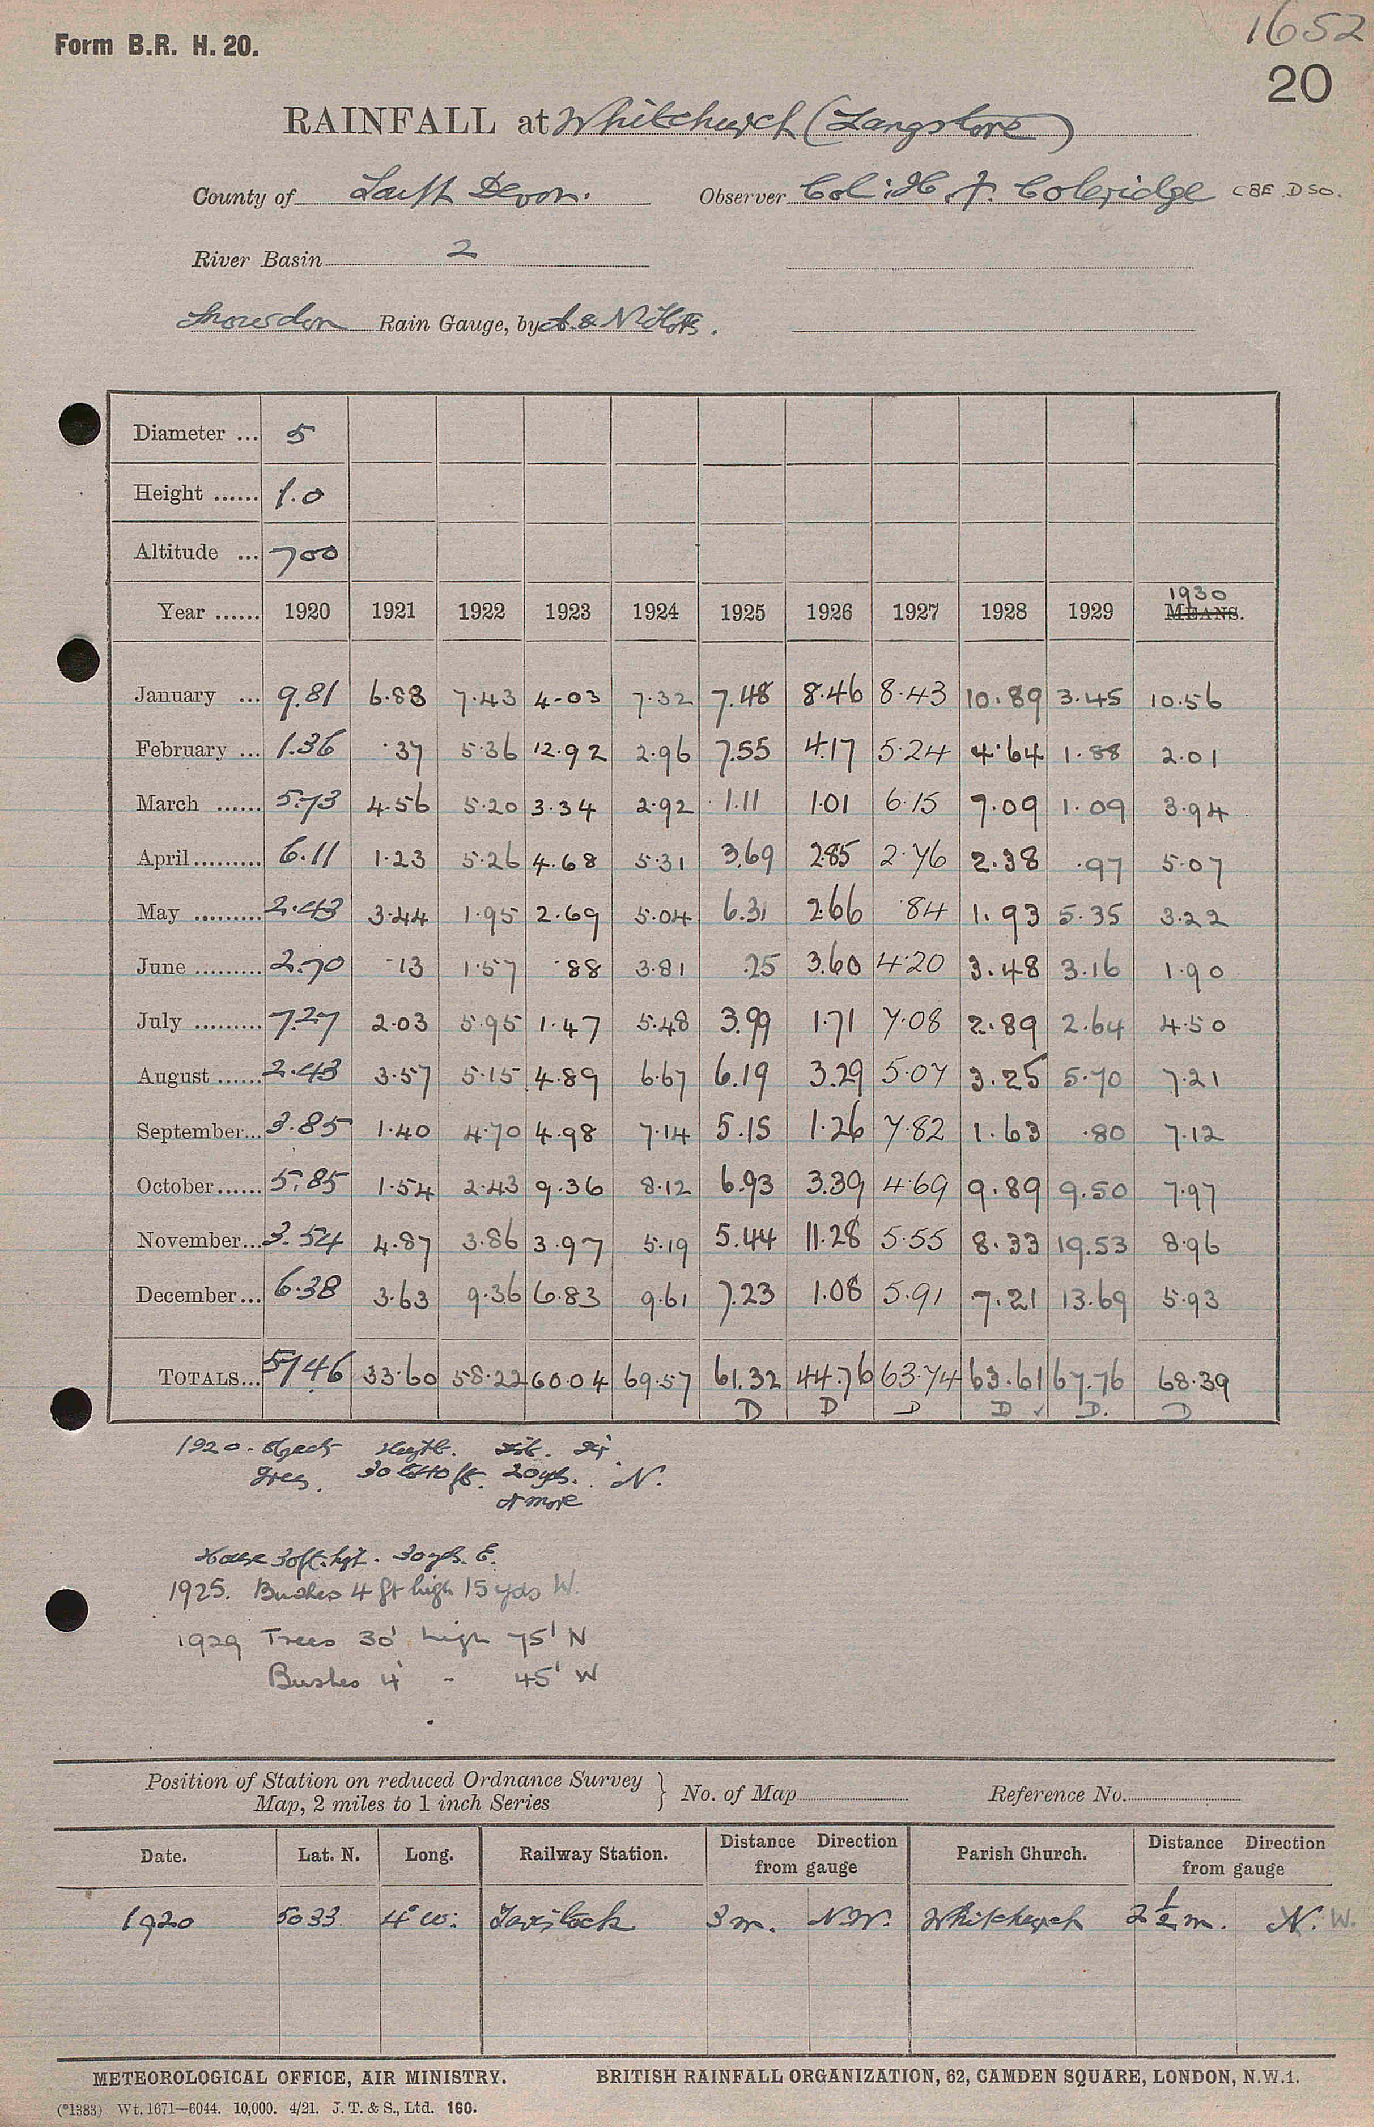 1652
Form B.R. H. 20.
20
RAINFALL at Whitchurch (Langstone)
County of South Devon. Observer Col: H. F. Coleridge CBE DSO.
River Basin 2
Snowdon Rain Gauge, by A. & N.
Diameter ... 5
Height ...... 1.0
Altitude ... 700
Year ...... 1920 1921 1922 1923 1924 1925 1926 1927 1928 1929 1930 MEANS.
January ... 9.81 6.83 7.43 4.03 7.32 7.48 8.46 8.43 10.89 3.45 10.56
February ... 1.36 .37 5.36 12.92 2.96 7.55 4.17 5.24 4.64 1.88 2.01
March ...... 5.73 4.56 5.20 3.34 2.92 1.11 1.01 6.15 7.09 1.09 3.94
April ......... 6.11 1.23 5.26 4.68 5.31 3.69 2.85 2.76 2.38 .97 5.07
May ......... 2.43 3.44 1.95 2.69 5.04 6.31 2.66 .84 1.93 5.35 3.22
June ......... 2.70 .13 1.57 .88 3.81 .25 3.60 4.20 3.48 3.16 1.90
July ......... 7.27 2.03 5.95 1.47 5.48 3.99 1.71 7.08 2.89 2.64 4.50
August ...... 2.43 3.57 5.15 4.89 6.67 6.19 3.29 5.07 3.25 5.70 7.21
September... 3.85 1.40 4.70 4.98 7.14 5.15 1.26 7.82 1.63 .80 7.12
October ...... 5.85 1.54 2.43 9.36 8.12 6.93 3.39 4.69 9.89 9.50 7.97
November... 3.54 4.87 3.86 3.97 5.19 5.44 11.28 5.55 8.33 19.53 8.96
December ... 6.38 3.63 9.36 6.83 9.61 7.23 1.08 5.91 7.21 13.69 5.93
TOTALS... 57.46 33.60 58.22 60.04 69.57 61.32 44.76 63.74 63.61 67.76 68.39
D D D D ✓ D. D
1920. Object Height. Dist. Dir.
Trees. 30 to 40 ft. 20 yds. N.
& more
House 30ft. hgt. 30 yds. E.
1925. Bushes 4 ft high 15 yds W.
1929 Trees 30' high 75' N
Bushes 4' - 45' W
Position of Station on reduced Ordnance Survey
Map, 2 miles to 1 inch Series } No. of Map Reference No.
Date. Lat. N. Long. Railway Station. Distance Direction from gauge Parish Church. Distance Direction from gauge
1920 50 33 4° W. Tavistock 3 m. N.W. Whitchurch 2 1/2 m. N. W.
METEOROLOGICAL OFFICE, AIR MINISTRY. BRITISH RAINFALL ORGANIZATION, 62, CAMDEN SQUARE, LONDON, N.W.1.
(*1383) Wt. 1671—6044. 10,000. 4/21. J. T. & S., Ltd. 160.